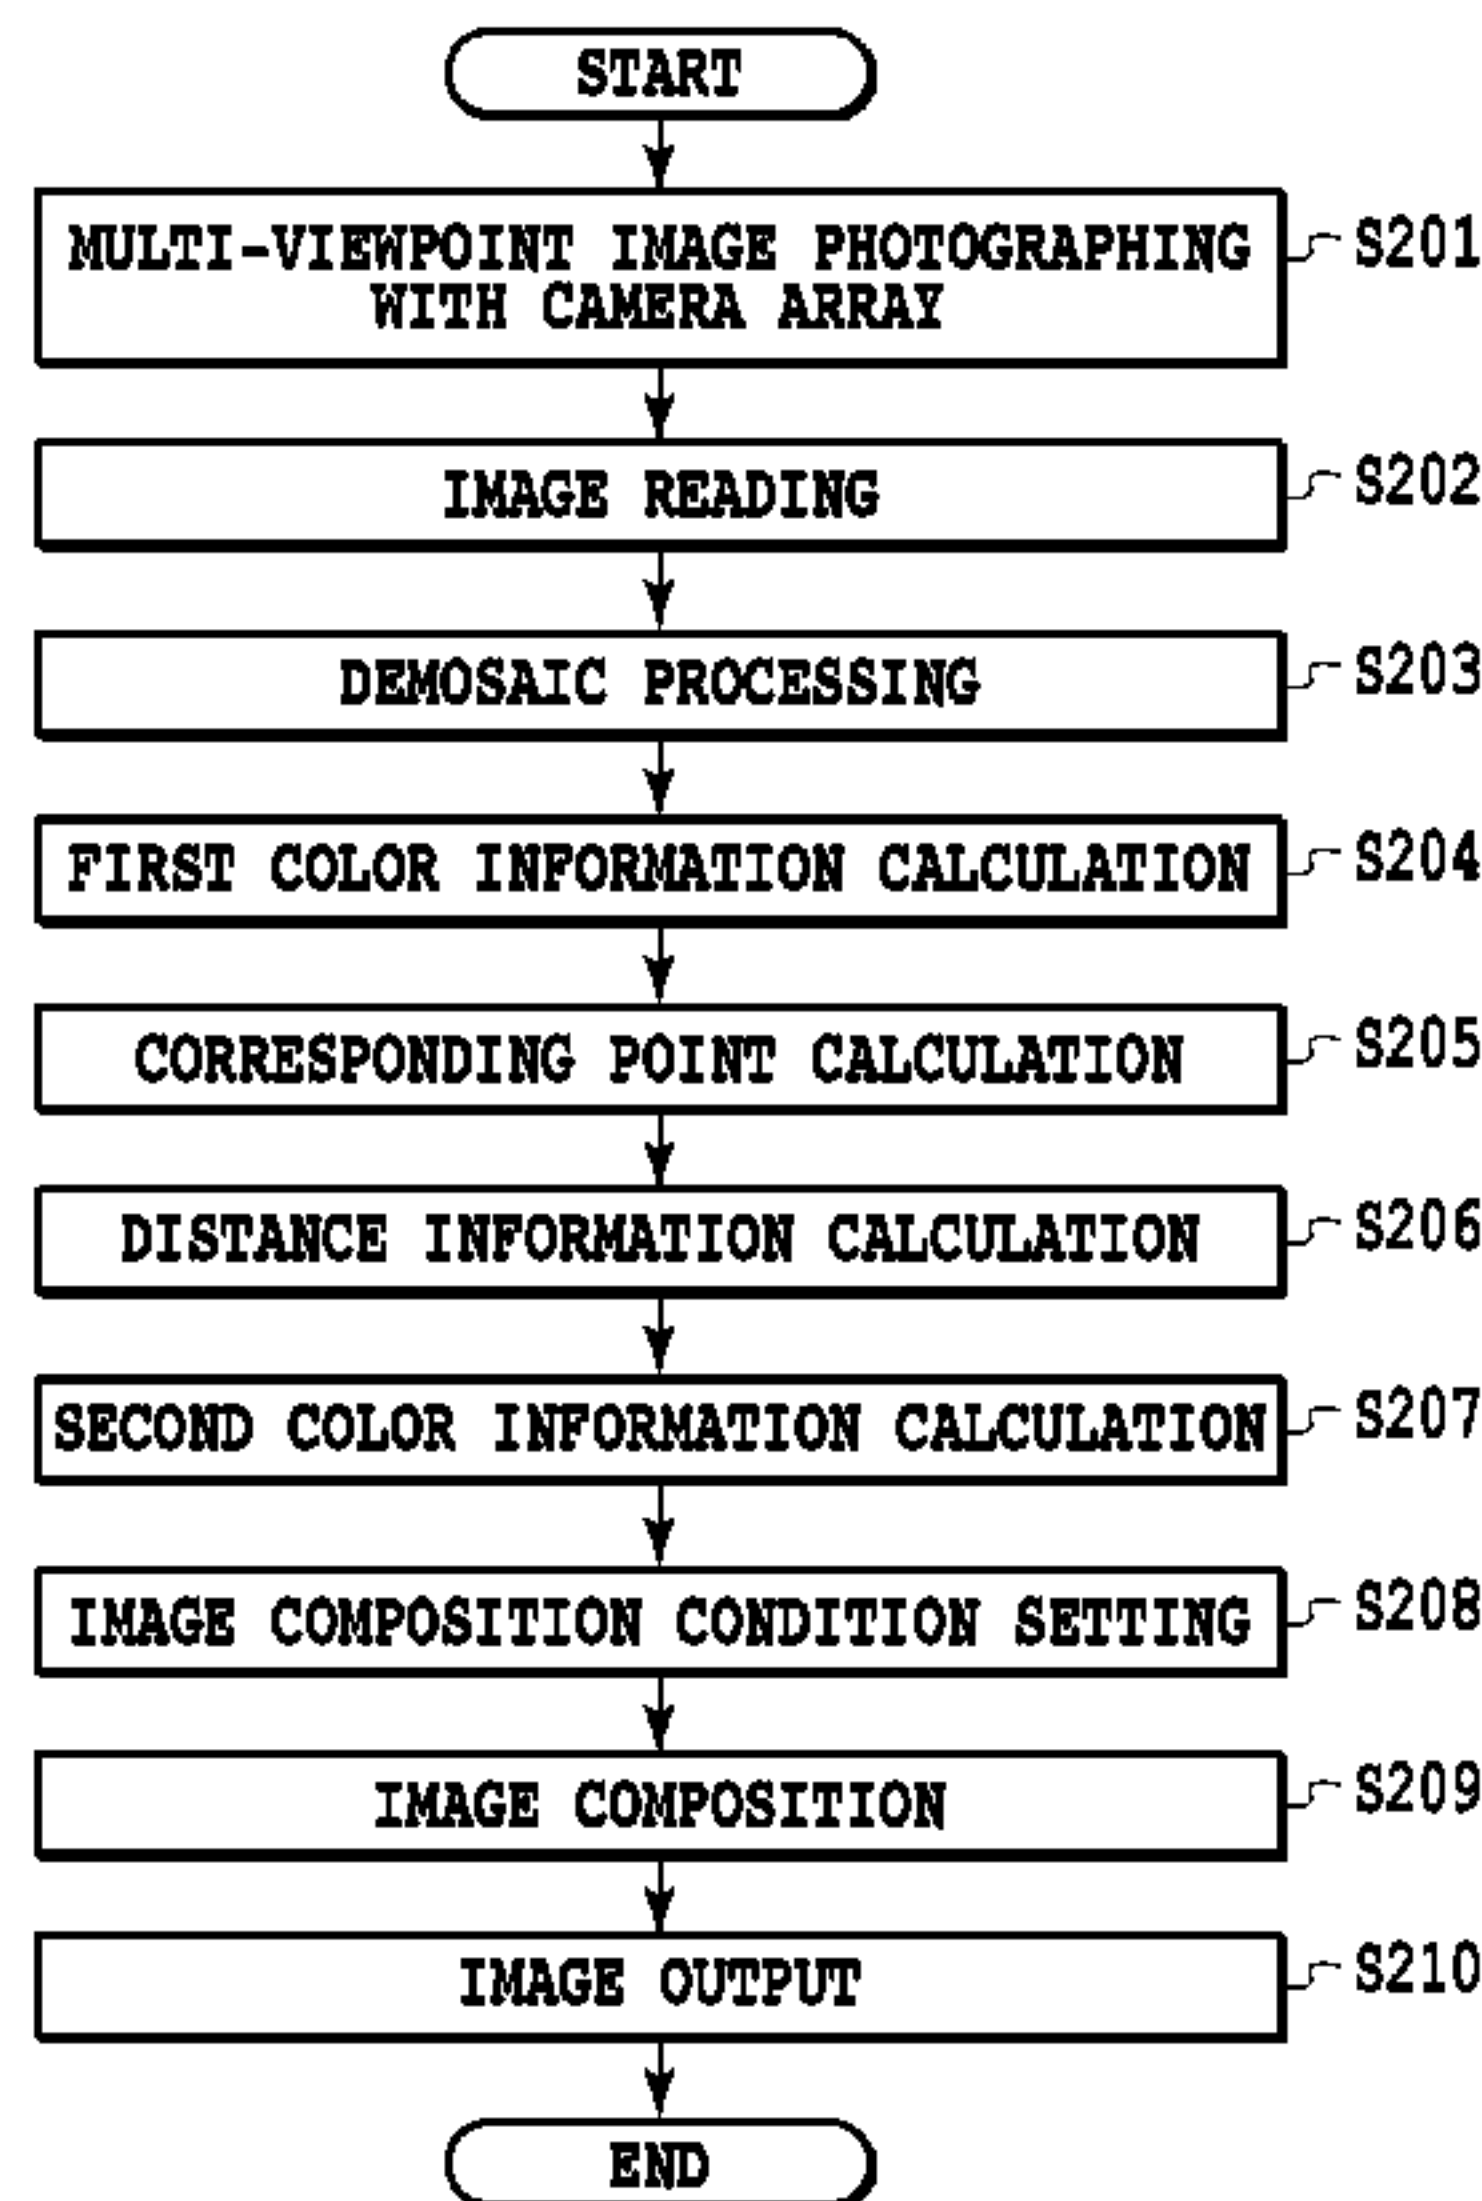 START
MULTI-VIEWPOINT IMAGE PHOTOGRAPHING
WITH CAMERA ARRAY
S201
IMAGE READING
S202
DEMOSAIC PROCESSING
S203
FIRST COLOR INFORMATION CALCULATION
S204
CORRESPONDING POINT CALCULATION
S205
DISTANCE INFORMATION CALCULATION
S206
SECOND COLOR INFORMATION CALCULATION
S207
IMAGE COMPOSITION CONDITION SETTING
S208
IMAGE COMPOSITION
S209
IMAGE OUTPUT
S210
END